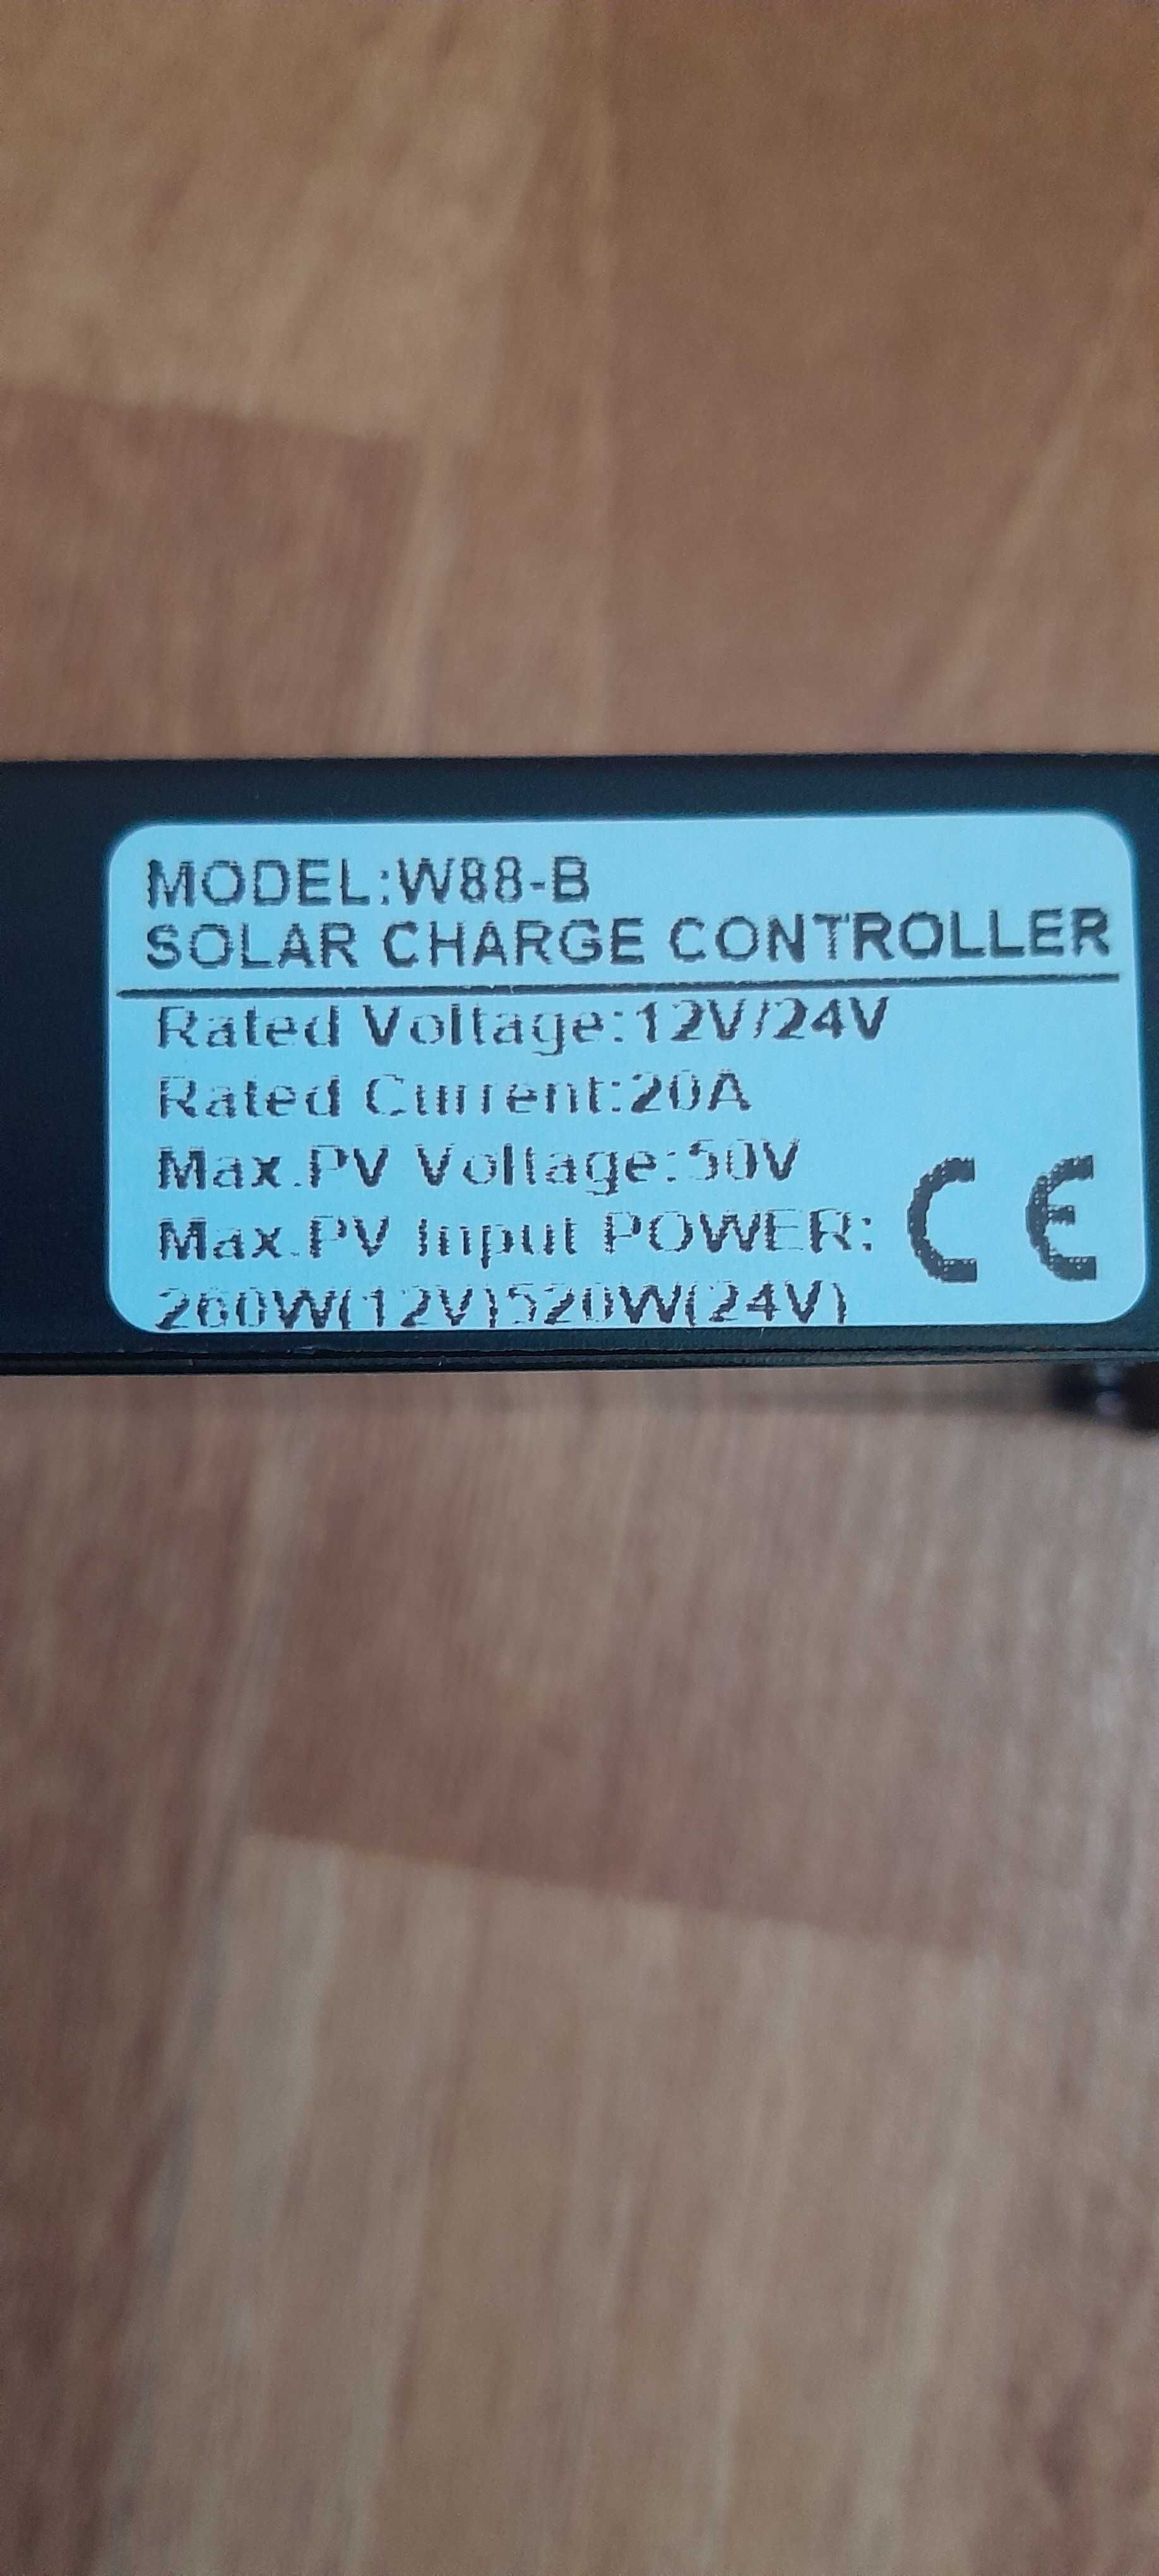 MODEL:W88-B
SOLAR CHARGE CONTROLLER
Rated Voltage:12V/24V
Rated Current:20A
Max.PV Voltage:50V
Max.PV Input POWER:
260W(12V)520W(24V)
CE